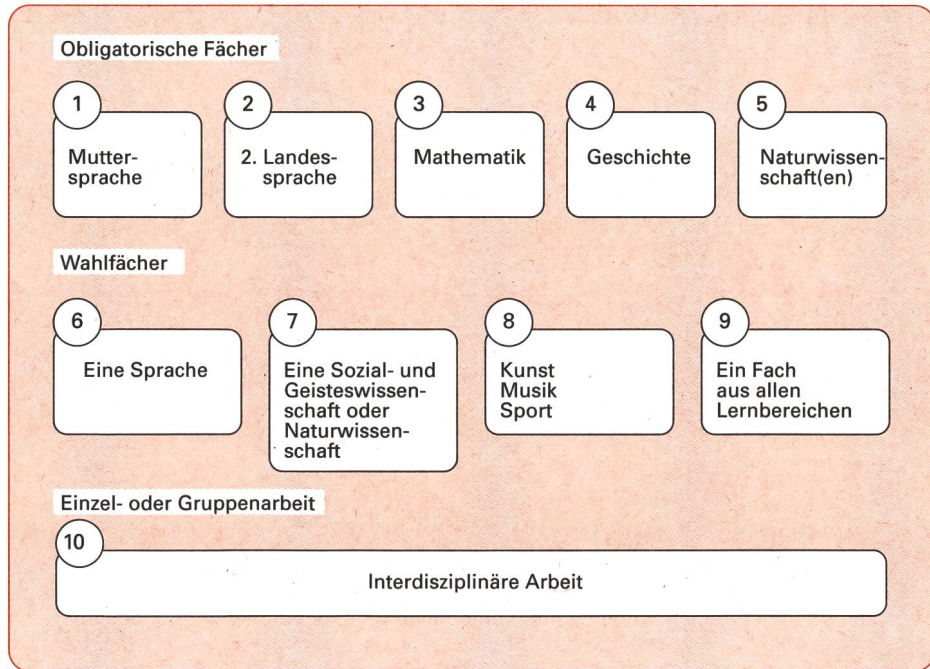 Obligatorische Fächer
1
2
3
4
5
Mutter-
sprache
2. Landes-
sprache
Mathematik
Geschichte
Naturwissen-
schaft(en)
Wahlfächer
6
7
8
9
Eine Sprache
Eine Sozial- und
Geisteswissen-
schaft oder
Naturwissen-
schaft
Kunst
Musik
Sport
Ein Fach
aus allen
Lernbereichen
Einzel- oder Gruppenarbeit
10
Interdisziplinäre Arbeit